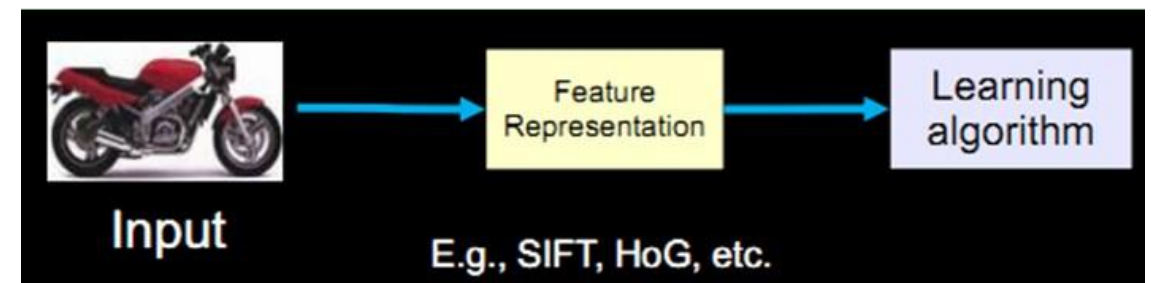 Feature
Representation
Learning
algorithm
Input
E.g., SIFT, HoG, etc.